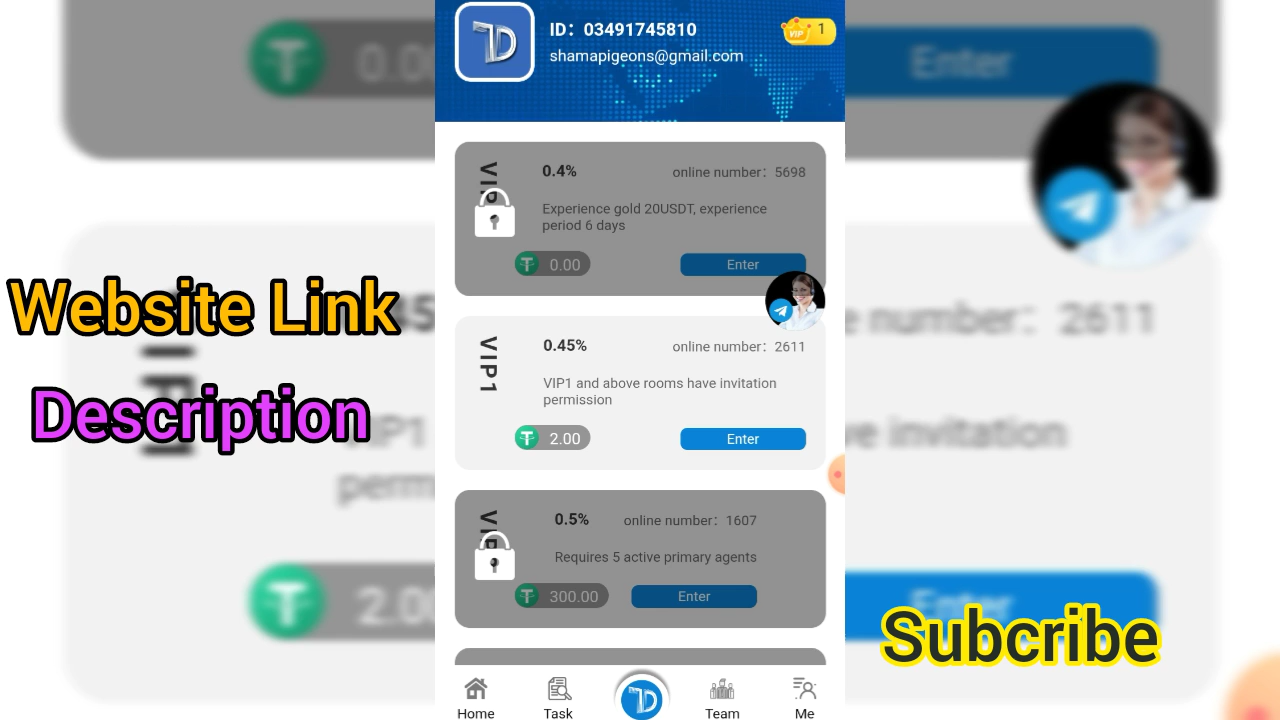 ID：03491745810
VIP 1
shamapigeons@gmail.com
0.4%
online number：5698
Experience gold 20USDT, experience
period 6 days
0.00
Enter
Website Link
Description
VIP1
0.45%
online number：2611
VIP1 and above rooms have invitation
permission
2.00
Enter
0.5%
online number：1607
Requires 5 active primary agents
300.00
Enter
Subcribe
Home
Task
Team
Me